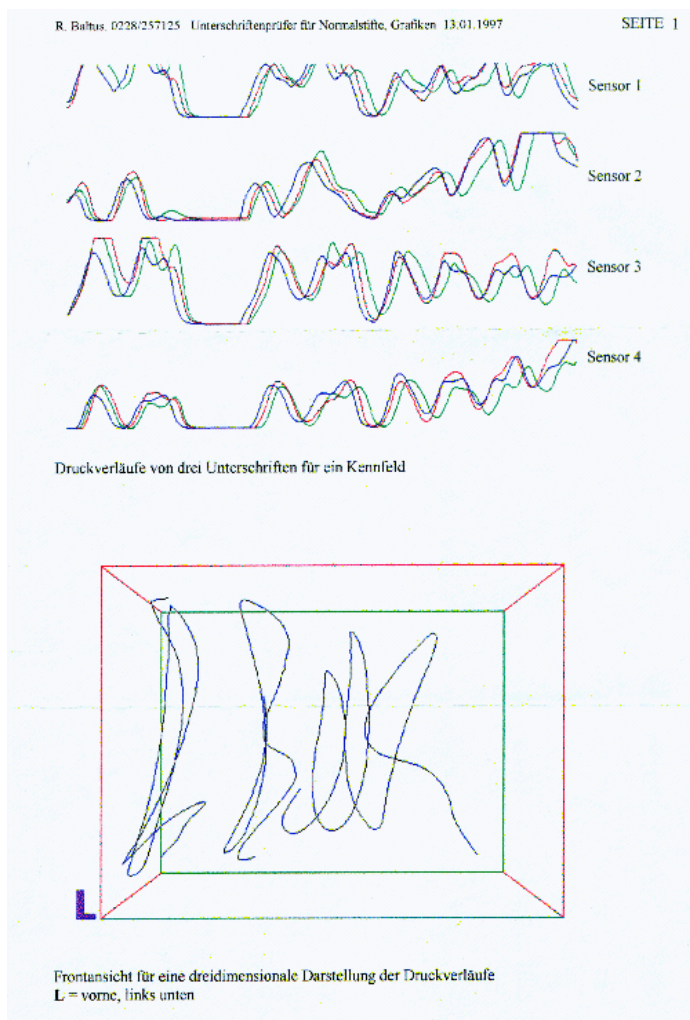 R. Baltus, 0228/257125 Unterschriftenprüfer für Normalstifte, Grafiken 13.01.1997 SEITE 1
Sensor 1
Sensor 2
Sensor 3
Sensor 4
Druckverläufe von drei Unterschriften für ein Kennfeld
L
Frontansicht für eine dreidimensionale Darstellung der Druckverläufe
L = vorne, links unten